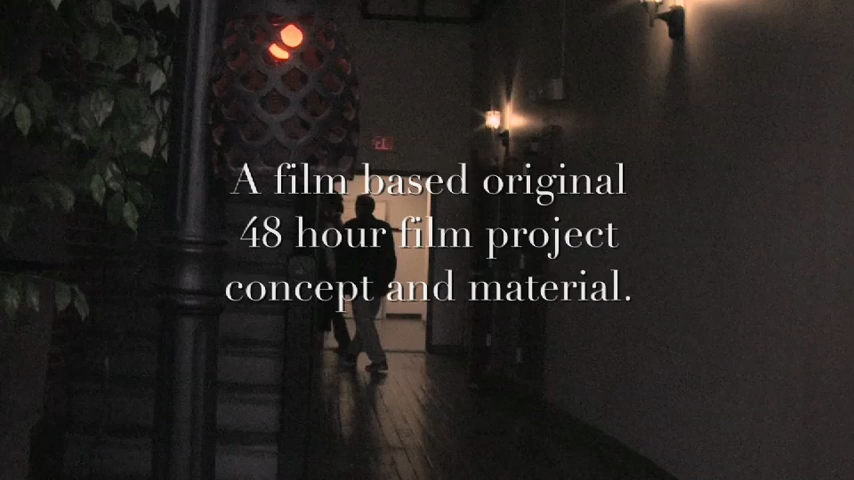 A film based original
48 hour film project
concept and material.